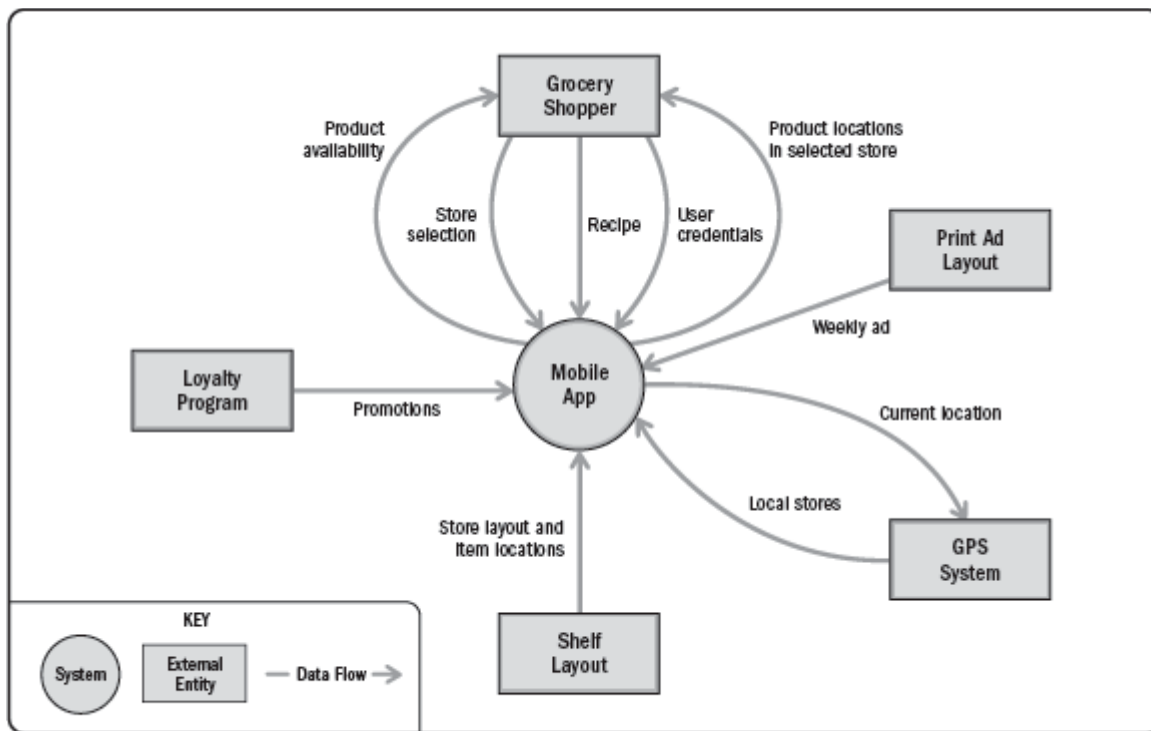 Grocery
Shopper
Product
availability
Product locations
in selected store
Store
selection
Recipe
User
credentials
Print Ad
Layout
Weekly ad
Loyalty
Program
Promotions
Mobile
App
Current location
Local stores
Store layout and
item locations
GPS
System
Shelf
Layout
KEY
System
External
Entity
Data Flow